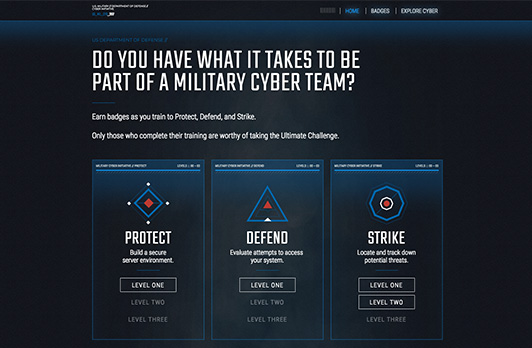 U.S. MILITARY // DEPARTMENT OF DEFENSE //
CYBER INITIATIVE
HOME
BADGES
EXPLORE CYBER
U.S. DEPARTMENT OF DEFENSE //
DO YOU HAVE WHAT IT TAKES TO BE
PART OF A MILITARY CYBER TEAM?
Earn badges as you train to Protect, Defend, and Strike.
Only those who complete their training are worthy of taking the Ultimate Challenge.
MILITARY CYBER INITIATIVE // PROTECT
PROTECT
Build a secure
server environment.
LEVEL ONE
LEVEL TWO
LEVEL THREE
MILITARY CYBER INITIATIVE // DEFEND
DEFEND
Evaluate attempts to access
your system.
LEVEL ONE
LEVEL TWO
LEVEL THREE
MILITARY CYBER INITIATIVE // STRIKE
STRIKE
Locate and track down
potential threats.
LEVEL ONE
LEVEL TWO
LEVEL THREE